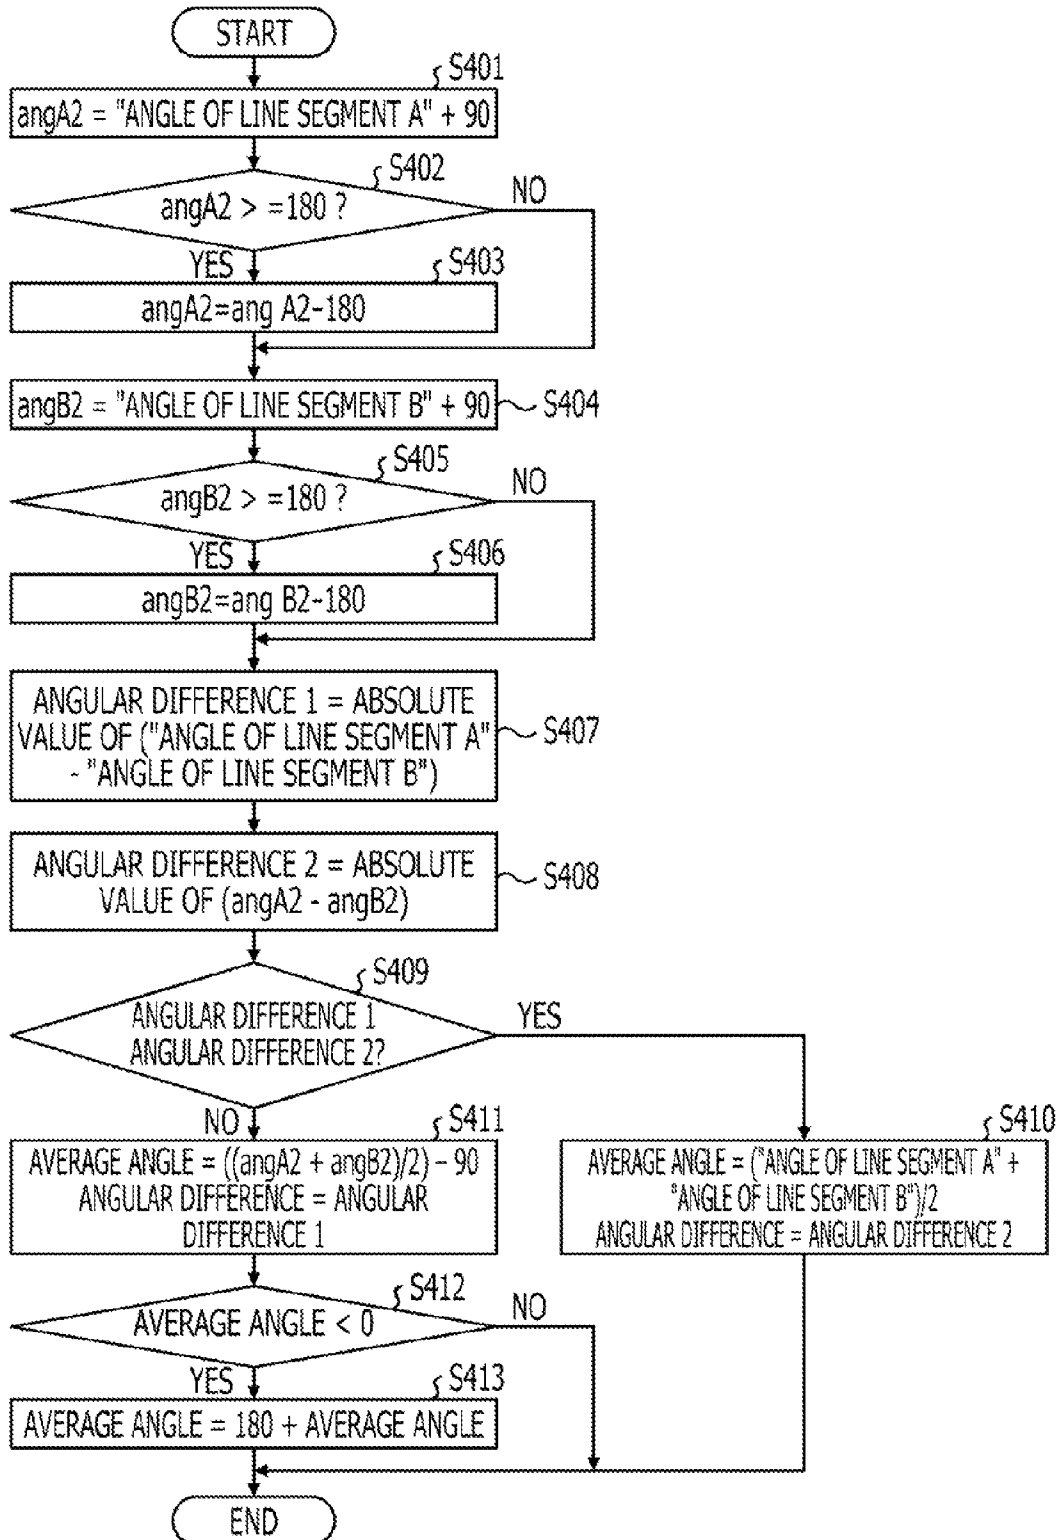 START
S401
angA2 = "ANGLE OF LINE SEGMENT A" + 90
S402
angA2 > =180 ?
NO
YES
S403
angA2=ang A2-180
angB2 = "ANGLE OF LINE SEGMENT B" + 90
S404
S405
angB2 > =180 ?
NO
YES
S406
angB2=ang B2-180
ANGULAR DIFFERENCE 1 = ABSOLUTE
VALUE OF ("ANGLE OF LINE SEGMENT A"
- "ANGLE OF LINE SEGMENT B")
S407
ANGULAR DIFFERENCE 2 = ABSOLUTE
VALUE OF (angA2 - angB2)
S408
S409
ANGULAR DIFFERENCE 1
ANGULAR DIFFERENCE 2?
YES
NO
S411
AVERAGE ANGLE = ((angA2 + angB2)/2) - 90
ANGULAR DIFFERENCE = ANGULAR
DIFFERENCE 1
S410
AVERAGE ANGLE = ("ANGLE OF LINE SEGMENT A" +
"ANGLE OF LINE SEGMENT B")/2
ANGULAR DIFFERENCE = ANGULAR DIFFERENCE 2
S412
AVERAGE ANGLE < 0
NO
YES
S413
AVERAGE ANGLE = 180 + AVERAGE ANGLE
END